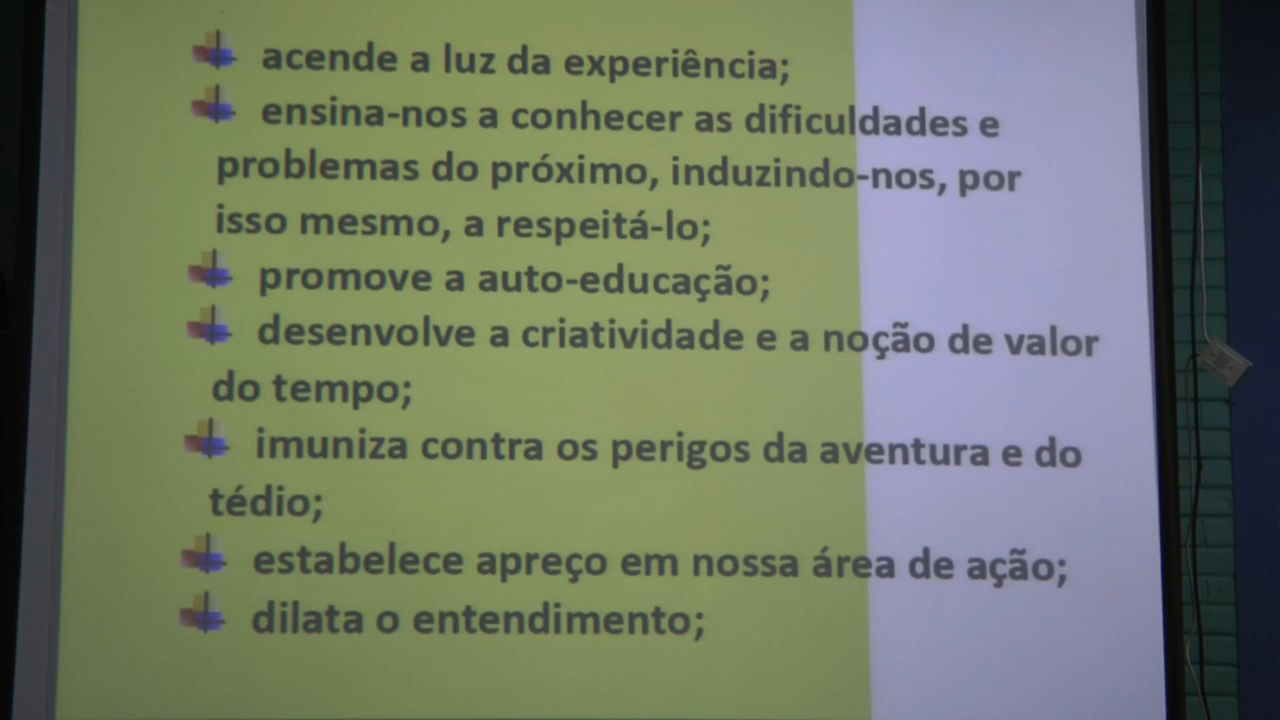 acende a luz da experiência;
ensina-nos a conhecer as dificuldades e
problemas do próximo, induzindo-nos, por
isso mesmo, a respeitá-lo;
promove a auto-educação;
desenvolve a criatividade e a noção de valor
do tempo;
imuniza contra os perigos da aventura e do
tédio;
estabelece apreço em nossa área de ação;
dilata o entendimento;